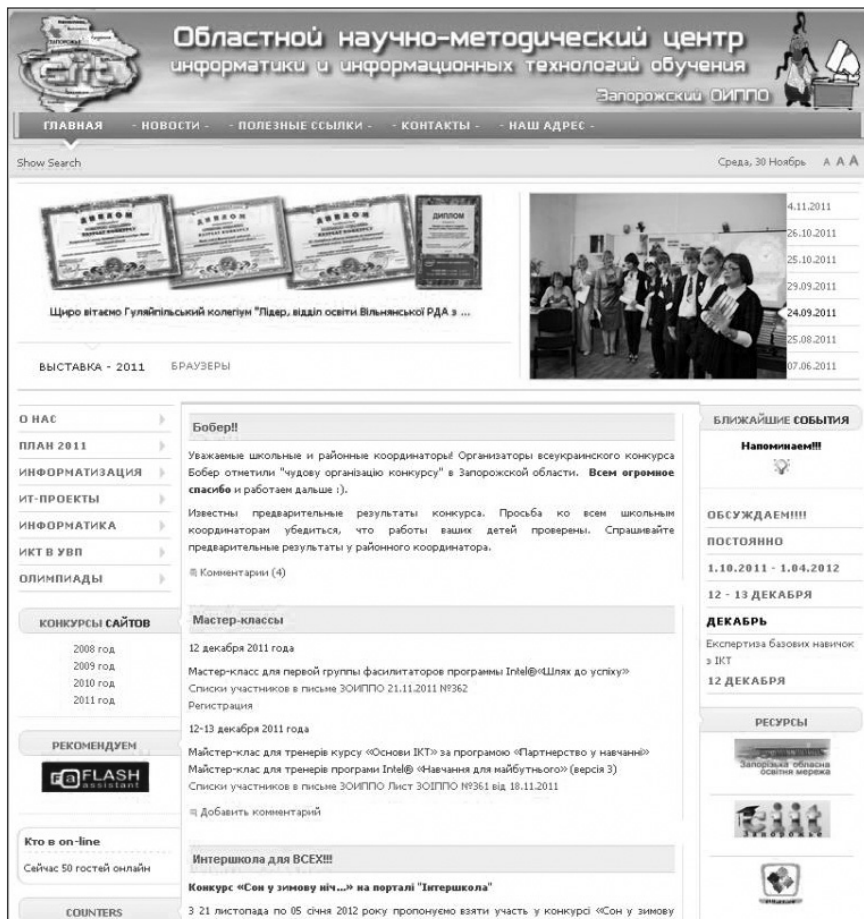 Областной научно-методический центр
информатики и информационных технологий обучения
Запорожский ОИППО
ГЛАВНАЯ - НОВОСТИ - - ПОЛЕЗНЫЕ ССЫЛКИ - - КОНТАКТЫ - - НАШ АДРЕС -
Show Search
Среда, 30 Ноябрь A A A
ДИПЛОМ
ДИПЛОМ
ДИПЛОМ
ДИПЛОМ
Щиро вітаємо Гуляйпільський колегіум "Лідер, відділ освіти Вільнянської РДА з ...
ВЫСТАВКА - 2011 БРАУЗЕРЫ
4.11.2011
26.10.2011
25.10.2011
29.09.2011
24.09.2011
25.08.2011
07.06.2011
О НАС
ПЛАН 2011
ИНФОРМАТИЗАЦИЯ
ИТ-ПРОЕКТЫ
ИНФОРМАТИКА
ИКТ В УВП
ОЛИМПИАДЫ
КОНКУРСЫ САЙТОВ
2008 год
2009 год
2010 год
2011 год
РЕКОМЕНДУЕМ
FLASH
assistant
Кто в on-line
Сейчас 50 гостей онлайн
COUNTERS
Бобер!!
Уважаемые школьные и районные координаторы! Организаторы всеукраинского конкурса
Бобер отметили "чудову організацію конкурсу" в Запорожской области. Всем огромное
спасибо и работаем дальше :).
Известны предварительные результаты конкурса. Просьба ко всем школьным
координаторам убедиться, что работы ваших детей проверены. Спрашивайте
предварительные результаты у районного координатора.
Комментарии (4)
Мастер-классы
12 декабря 2011 года
Мастер-класс для первой группы фасилитаторов программы Intel®«Шлях до успіху»
Списки участников в письме ЗОИППО 21.11.2011 №362
Регистрация
12-13 декабря 2011 года
Майстер-клас для тренерів курсу «Основи ІКТ» за програмою «Партнерство у навчанні»
Майстер-клас для тренерів програми Intel® «Навчання для майбутнього» (версія 3)
Списки участников в письме ЗОИППО Лист ЗОІППО №361 від 18.11.2011
Добавить комментарий
Интершкола для ВСЕХ!!!
Конкурс «Сон у зимову ніч...» на порталі "Інтершкола"
З 21 листопада по 05 січня 2012 року пропонуємо взяти участь у конкурсі «Сон у зимову
БЛИЖАЙШИЕ СОБЫТИЯ
Напоминаем!!!
ОБСУЖДАЕМ!!!!
ПОСТОЯННО
1.10.2011 - 1.04.2012
12 - 13 ДЕКАБРЯ
ДЕКАБРЬ
Експертиза базових навичок
з ІКТ
12 ДЕКАБРЯ
РЕСУРСЫ
Запорізька обласна
освітня мережа